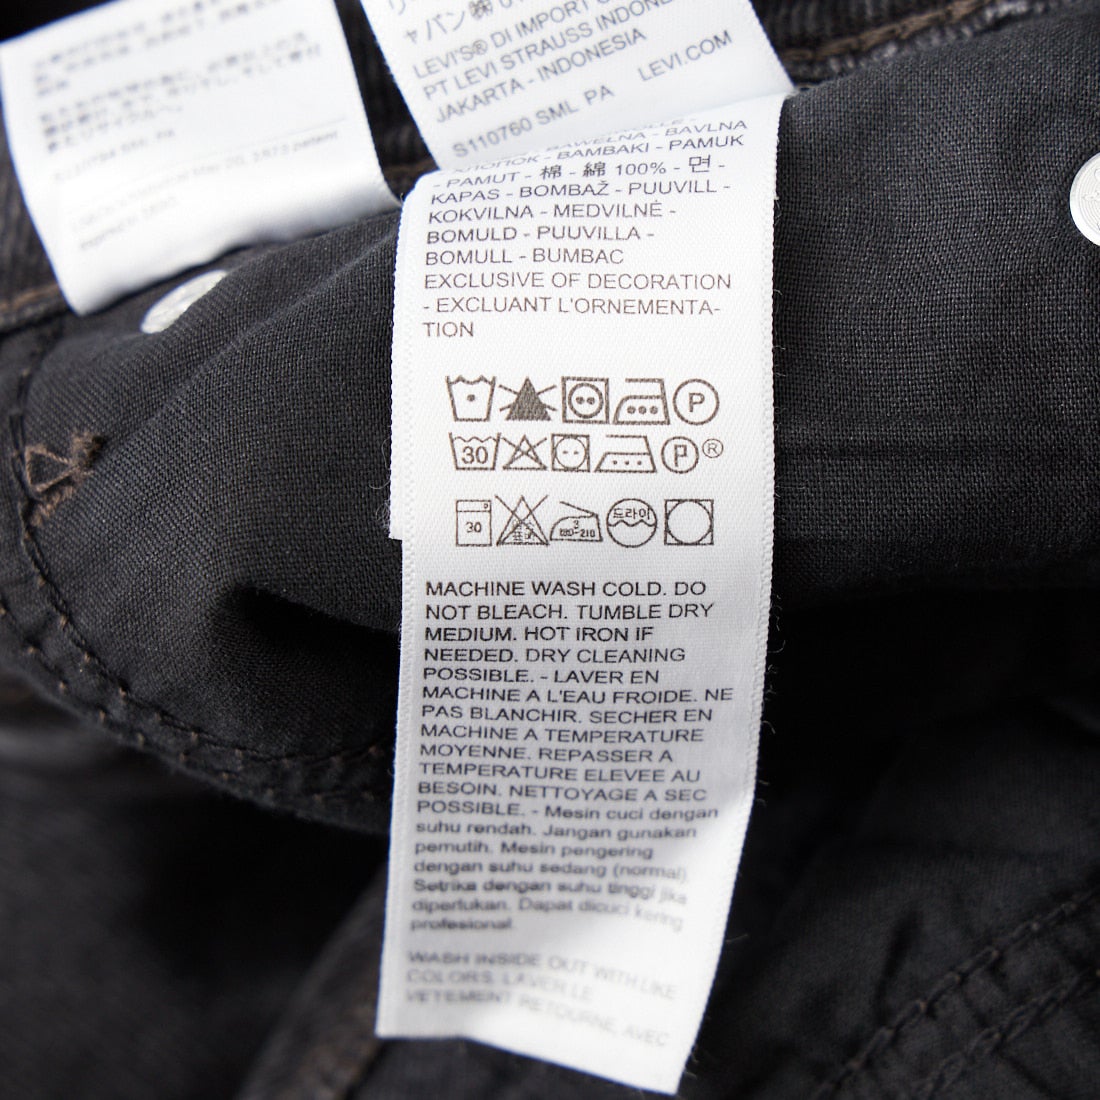 ャパン㈱
LEVI'S® DI IMPORT
PT LEVI STRAUSS INDONE
JAKARTA - INDONESIA
LEVI.COM
S110760 SML PA
- BAVLNA
- BAMBAKI - PAMUK
- PAMUT - 棉 - 綿 100% - 면 -
KAPAS - BOMBAŽ - PUUVILL -
KOKVILNA - MEDVILNĖ -
BOMULD - PUUVILLA -
BOMULL - BUMBAC
EXCLUSIVE OF DECORATION
- EXCLUANT L'ORNEMENTA-
TION
P
30 P ®
30 드라이
MACHINE WASH COLD. DO
NOT BLEACH. TUMBLE DRY
MEDIUM. HOT IRON IF
NEEDED. DRY CLEANING
POSSIBLE. - LAVER EN
MACHINE A L'EAU FROIDE. NE
PAS BLANCHIR. SECHER EN
MACHINE A TEMPERATURE
MOYENNE. REPASSER A
TEMPERATURE ELEVEE AU
BESOIN. NETTOYAGE A SEC
POSSIBLE. - Mesin cuci dengan
suhu rendah. Jangan gunakan
pemutih. Mesin pengering
dengan suhu sedang (normal).
Setrika dengan suhu tinggi jika
diperlukan. Dapat dicuci kering
profesional.
WASH INSIDE OUT WITH LIKE
COLORS. LAVER LE
VETEMENT RETOURNE, AVEC